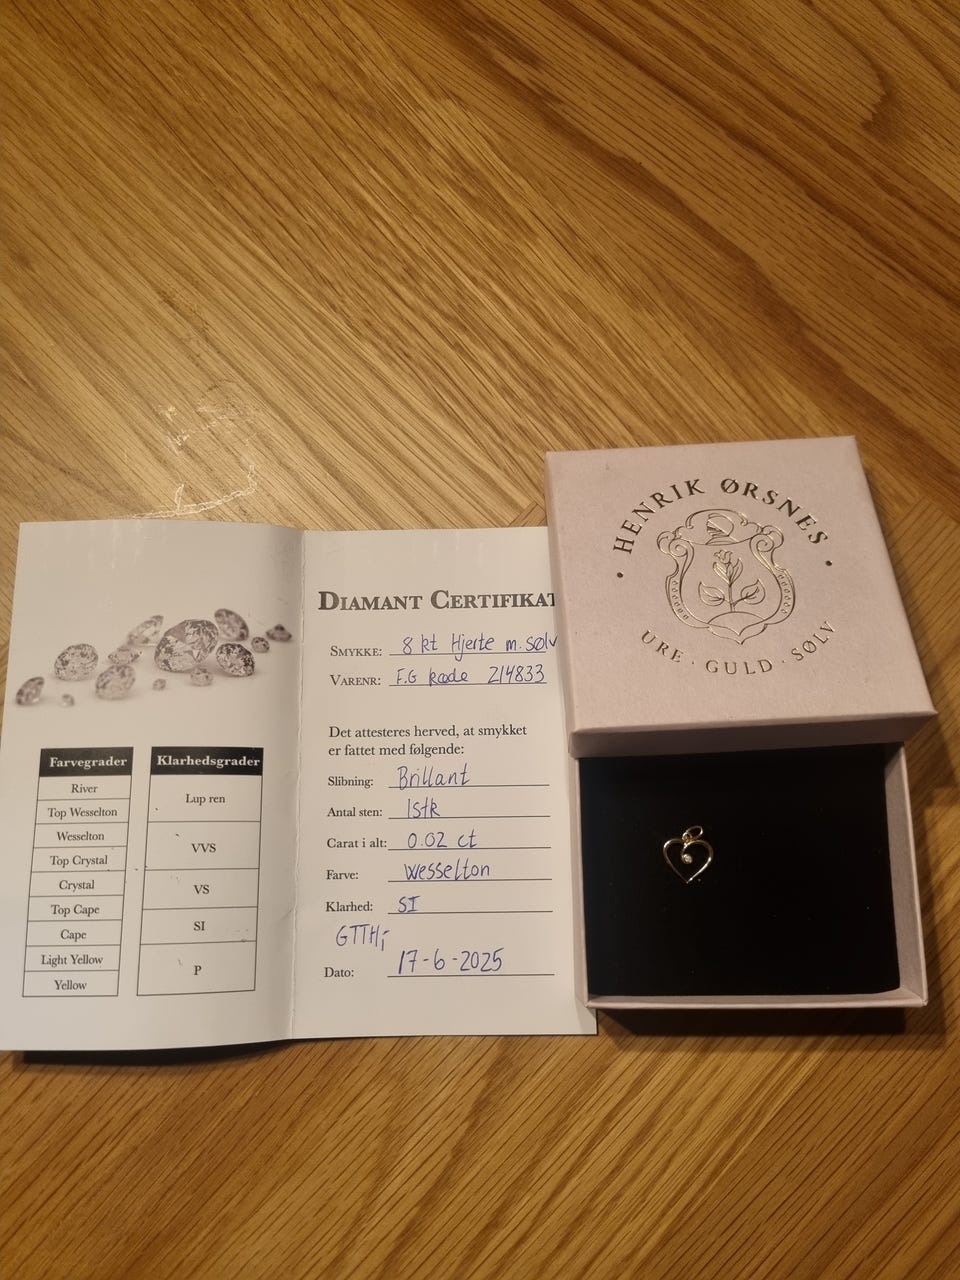 Farvegrader
River
Top Wesselton
Wesselton
Top Crystal
Crystal
Top Cape
Cape
Light Yellow
Yellow
Klarhedsgrader
Lup ren
VVS
VS
SI
P
DIAMANT CERTIFIKAT
SMYKKE: 8 kt Hjerte m. sølv
VARENR: F.G kode 214833
Det attesteres herved, at smykket
er fattet med følgende:
Slibning: Brillant
Antal sten: 1stk
Carat i alt: 0.02 ct
Farve: Wesselton
Klarhed: SI
Dato: 17-6-2025
· HENRIK ØRSNES ·
URE · GULD · SØLV